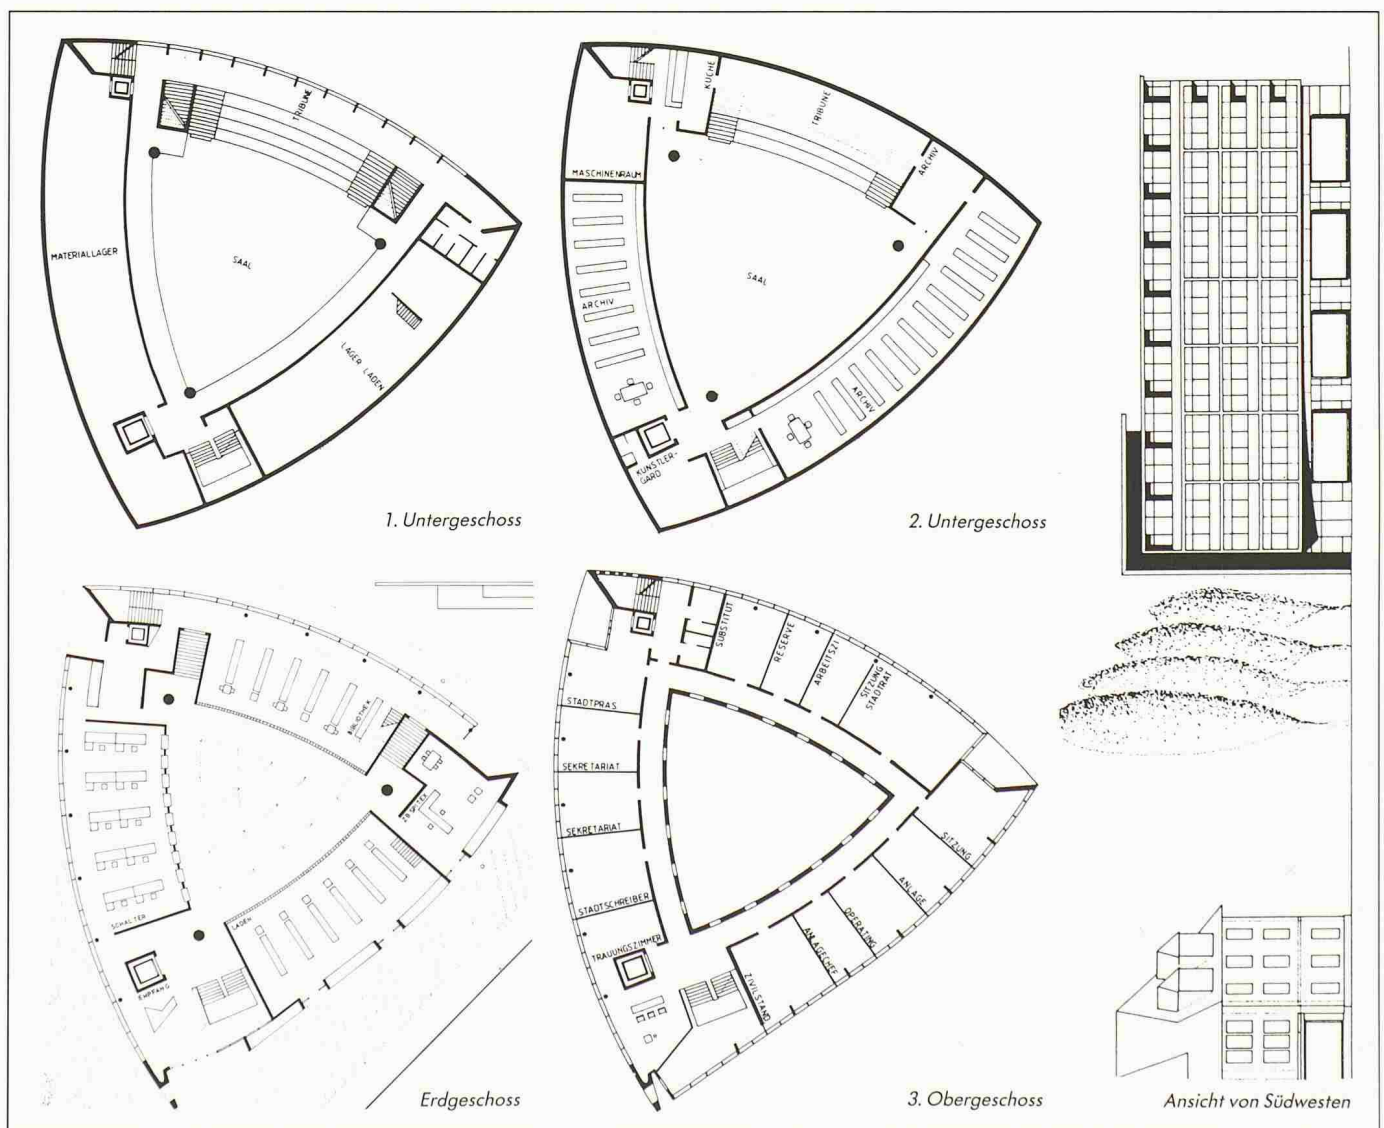 TRIBÜNE
MATERIALLAGER
SAAL
LAGER LADEN
1. Untergeschoss
KÜCHE
TRIBÜNE
ARCHIV
MASCHINENRAUM
ARCHIV
SAAL
ARCHIV
KÜNSTLER-
GARD
2. Untergeschoss
BIBLIOTHEK
SCHALTER
LADEN
EMPFANG
Erdgeschoss
SUBSTITUT
RESERVE
ARBEITSZI
SITZUNG
STADTRAT
STADTPRÄS
SEKRETARIAT
SEKRETARIAT
STADTSCHREIBER
TRAUUNGSZIMMER
SITZUNG
ANLAGE
OPERATING
ANLAGECHEF
ZIVILSTAND
3. Obergeschoss
Ansicht von Südwesten